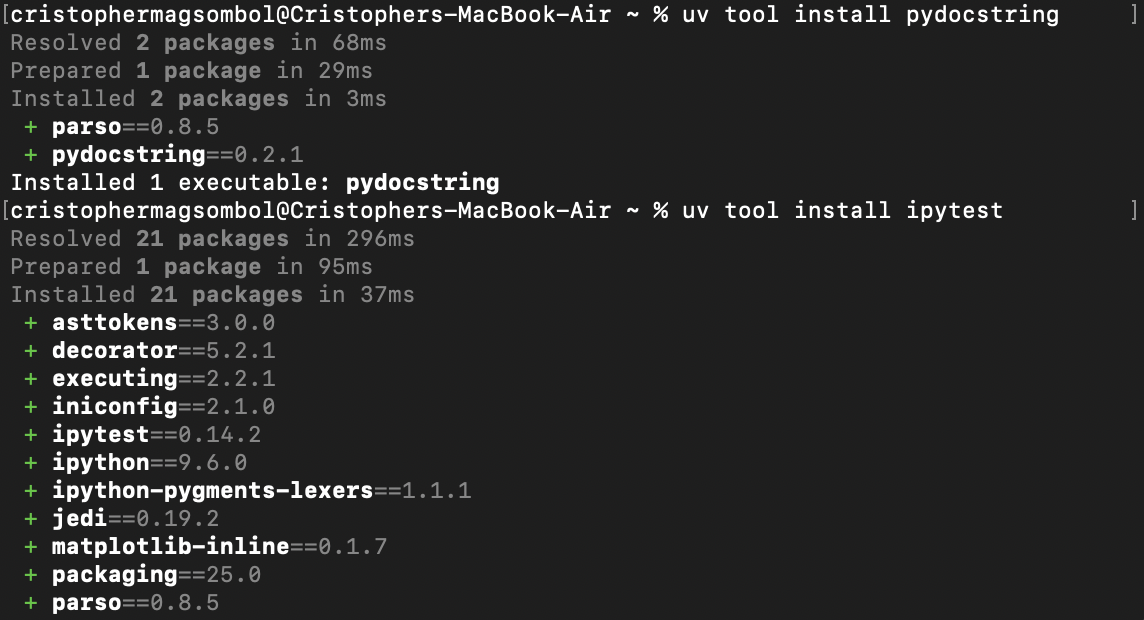 [cristophermagsombol@Cristophers-MacBook-Air ~ % uv tool install pydocstring ]
Resolved 2 packages in 68ms
Prepared 1 package in 29ms
Installed 2 packages in 3ms
+ parso==0.8.5
+ pydocstring==0.2.1
Installed 1 executable: pydocstring
[cristophermagsombol@Cristophers-MacBook-Air ~ % uv tool install ipytest ]
Resolved 21 packages in 296ms
Prepared 1 package in 95ms
Installed 21 packages in 37ms
+ asttokens==3.0.0
+ decorator==5.2.1
+ executing==2.2.1
+ iniconfig==2.1.0
+ ipytest==0.14.2
+ ipython==9.6.0
+ ipython-pygments-lexers==1.1.1
+ jedi==0.19.2
+ matplotlib-inline==0.1.7
+ packaging==25.0
+ parso==0.8.5